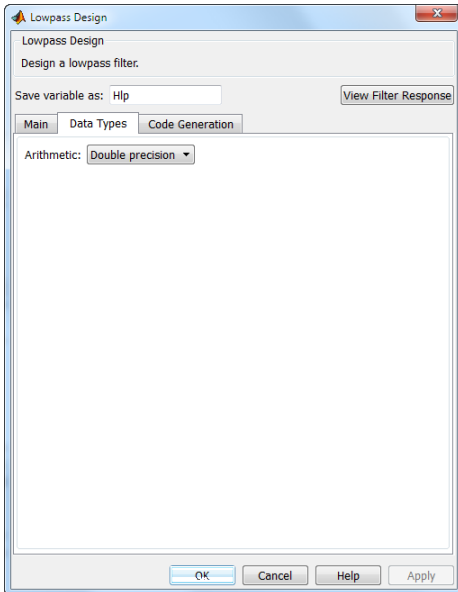 Lowpass Design
Lowpass Design
Design a lowpass filter.
Save variable as: Hlp View Filter Response
Main Data Types Code Generation
Arithmetic: Double precision
OK Cancel Help Apply